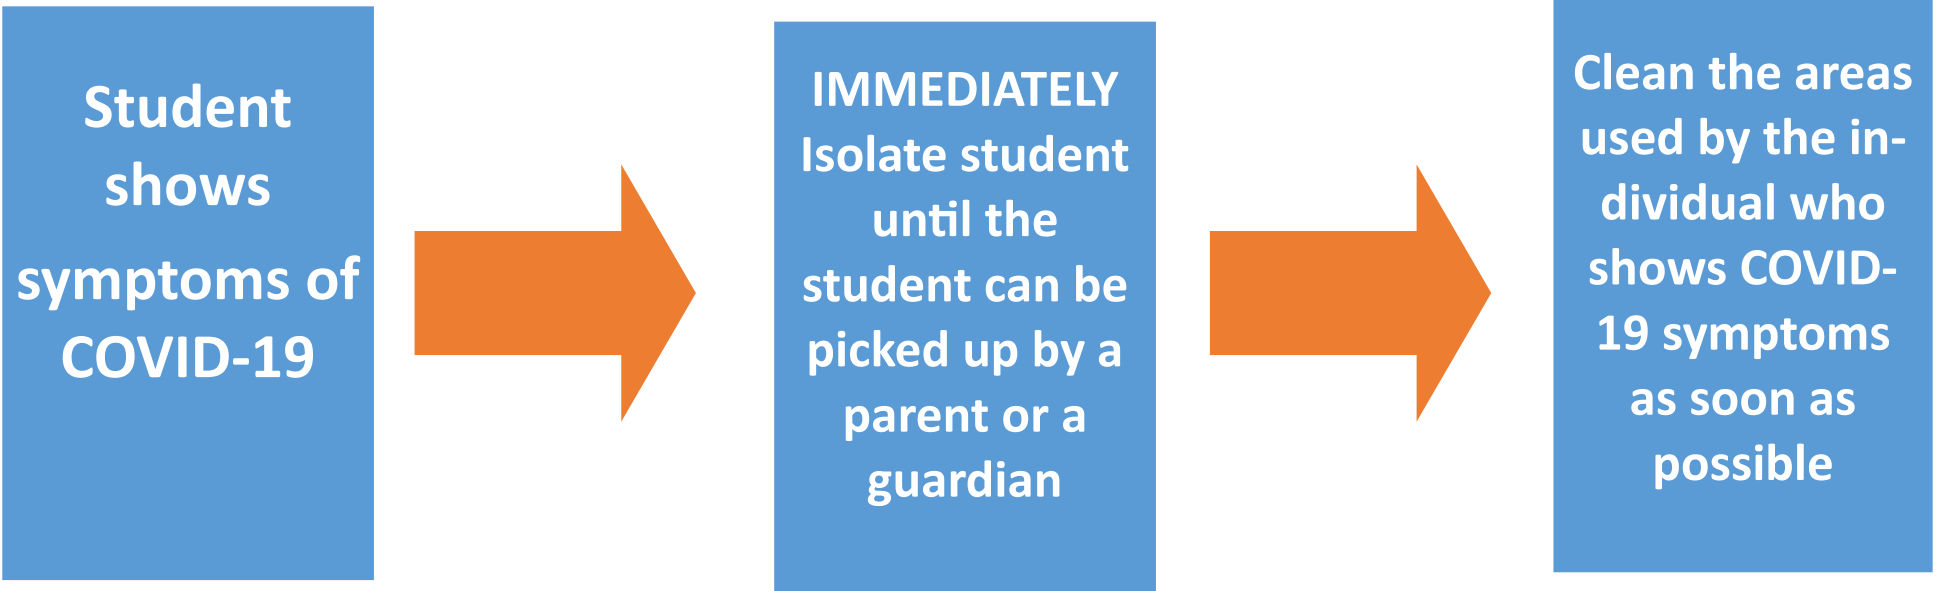 Student
shows
symptoms of
COVID-19
IMMEDIATELY
Isolate student
until the
student can be
picked up by a
parent or a
guardian
Clean the areas
used by the in-
dividual who
shows COVID-
19 symptoms
as soon as
possible